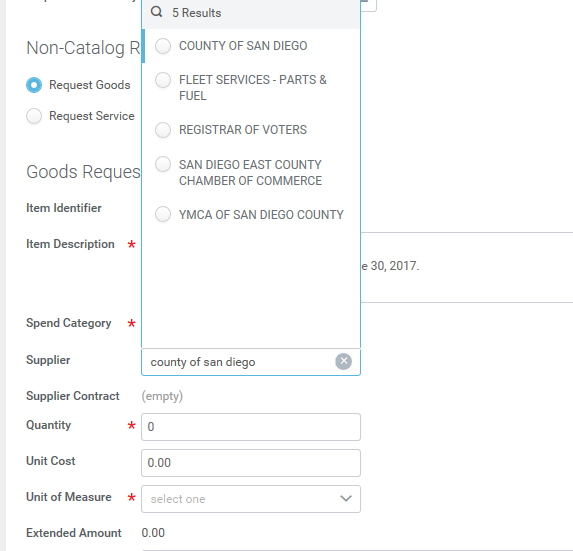 5 Results
Non-Catalog R
COUNTY OF SAN DIEGO
FLEET SERVICES - PARTS &
FUEL
Request Goods
Request Service
REGISTRAR OF VOTERS
SAN DIEGO EAST COUNTY
CHAMBER OF COMMERCE
Goods Reques
YMCA OF SAN DIEGO COUNTY
Item Identifier
Item Description *
e 30, 2017.
Spend Category *
Supplier county of san diego
Supplier Contract (empty)
Quantity * 0
Unit Cost 0.00
Unit of Measure * select one
Extended Amount 0.00